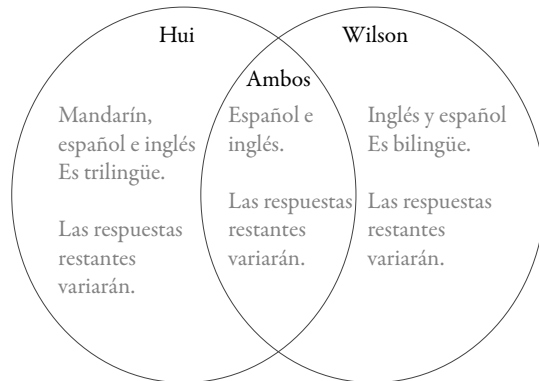 Hui
Wilson
Ambos
Mandarín,
español e inglés
Es trilingüe.
Las respuestas
restantes
variarán.
Español e
inglés.
Las respuestas
restantes
variarán.
Inglés y español
Es bilingüe.
Las respuestas
restantes
variarán.